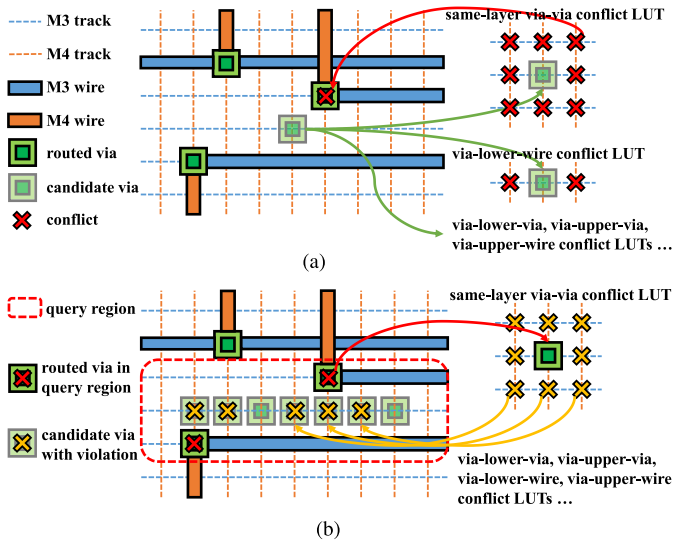 M3 track
M4 track
M3 wire
M4 wire
routed via
candidate via
conflict
same-layer via-via conflict LUT
via-lower-wire conflict LUT
via-lower-via, via-upper-via,
via-upper-wire conflict LUTs ...
(a)
query region
routed via in
query region
candidate via
with violation
same-layer via-via conflict LUT
via-lower-via, via-upper-via,
via-lower-wire, via-upper-wire
conflict LUTs ...
(b)